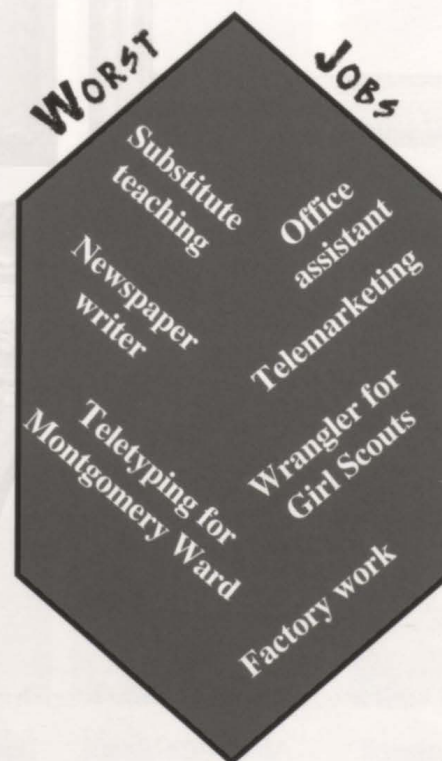 WORST JOBS
Substitute
teaching
Office
assistant
Newspaper
writer
Telemarketing
Teletyping for
Montgomery Ward
Wrangler for
Girl Scouts
Factory work